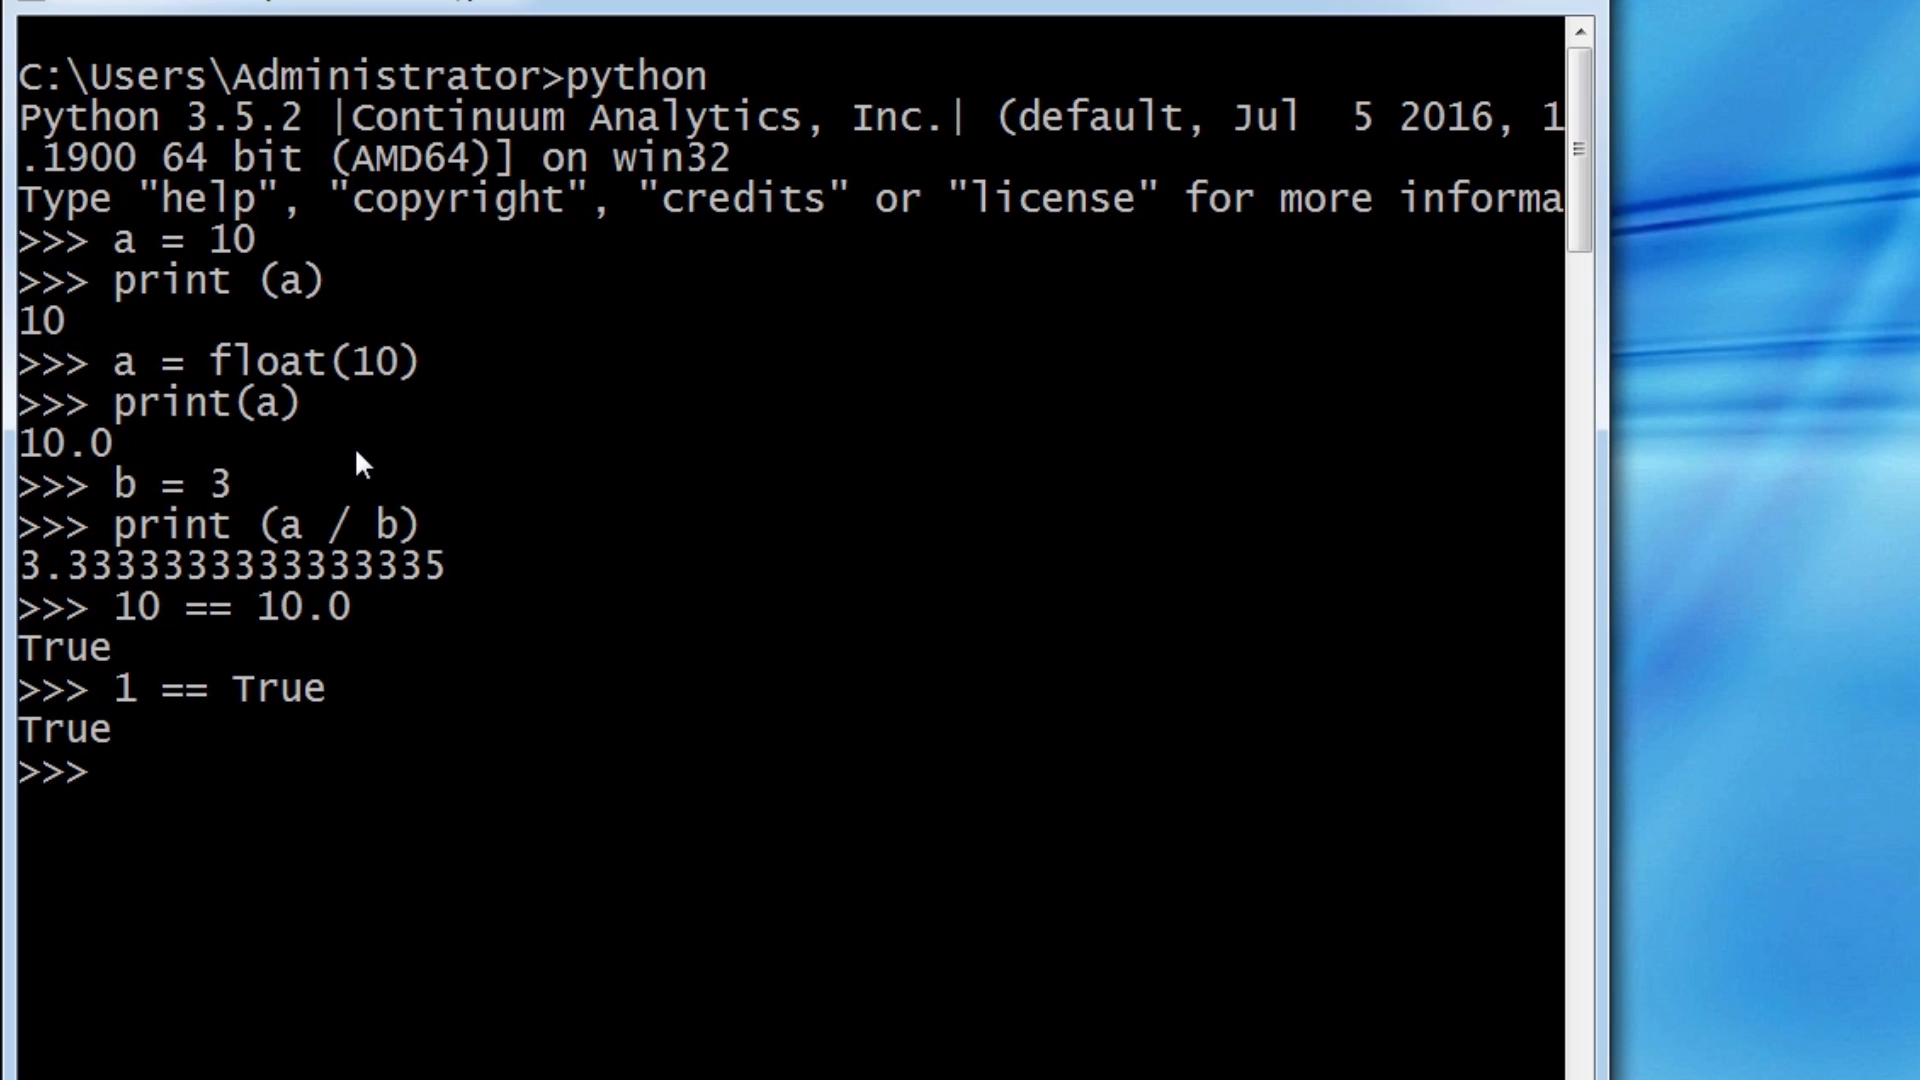 C:\Users\Administrator>python
Python 3.5.2 |Continuum Analytics, Inc.| (default, Jul  5 2016, 1
.1900 64 bit (AMD64)] on win32
Type "help", "copyright", "credits" or "license" for more informa
>>> a = 10
>>> print (a)
10
>>> a = float(10)
>>> print(a)
10.0
>>> b = 3
>>> print (a / b)
3.3333333333333335
>>> 10 == 10.0
True
>>> 1 == True
True
>>>